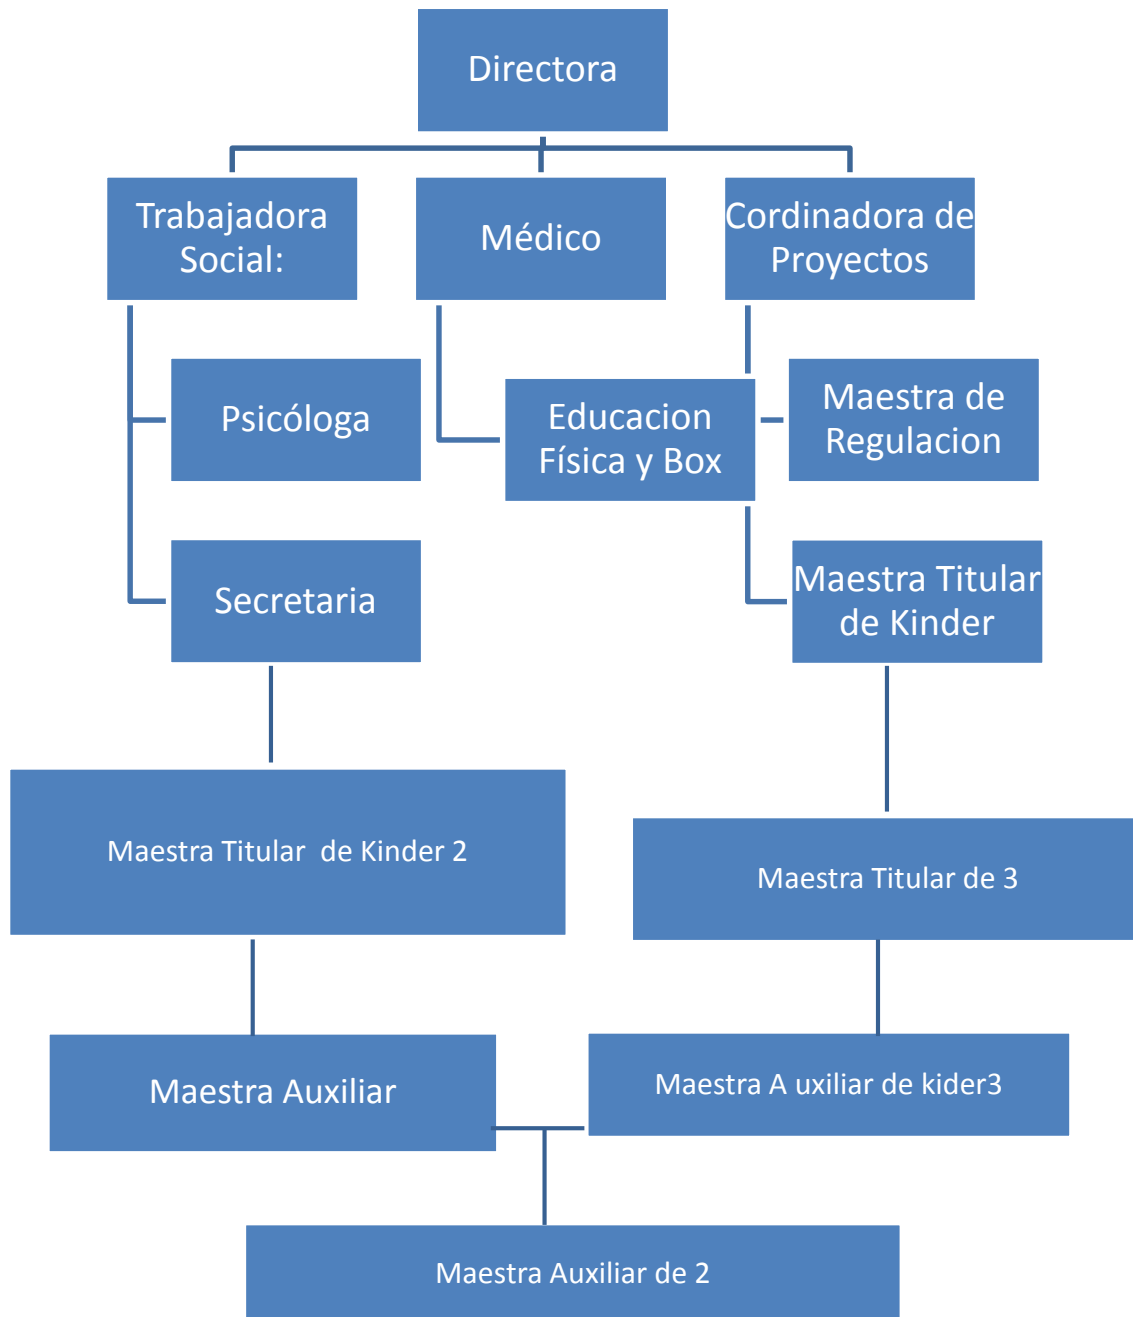 Directora
Trabajadora
Social:
Médico
Cordinadora de
Proyectos
Psicóloga
Educacion
Física y Box
Maestra de
Regulacion
Secretaria
Maestra Titular
de Kinder
Maestra Titular  de Kinder 2
Maestra Titular de 3
Maestra Auxiliar
Maestra A uxiliar de kider3
Maestra Auxiliar de 2